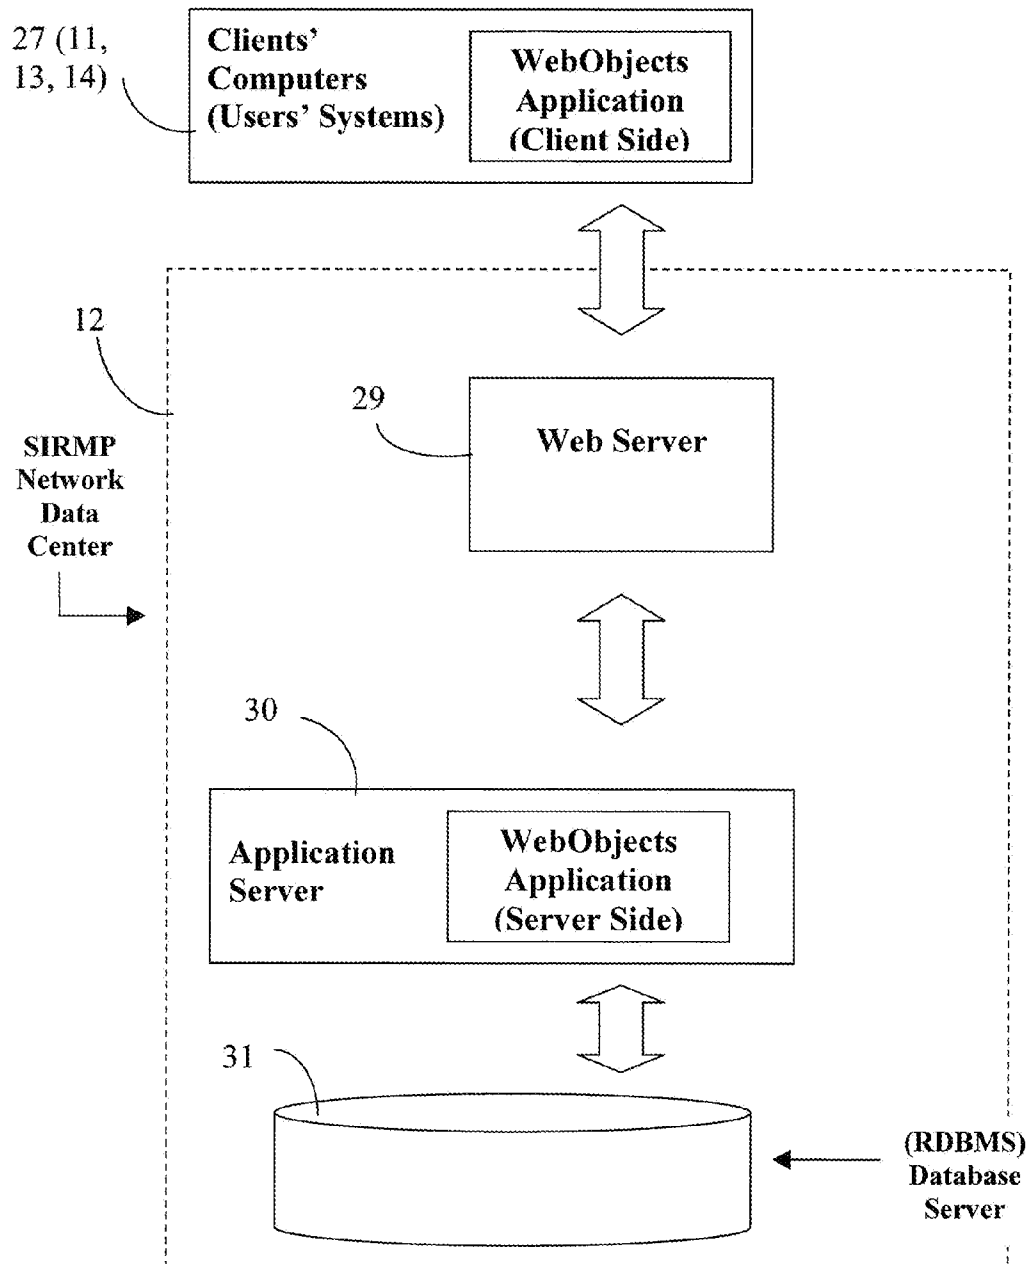 27 (11,
13, 14)
Clients’
Computers
(Users’ Systems)
WebObjects
Application
(Client Side)
12
SIRMP
Network
Data
Center
29
Web Server
30
Application
Server
WebObjects
Application
(Server Side)
31
(RDBMS)
Database
Server